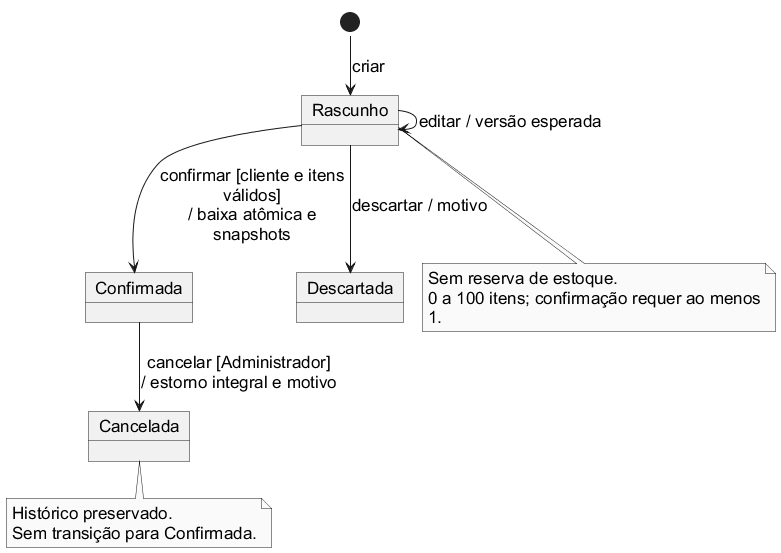 criar
Rascunho
editar / versão esperada
confirmar [cliente e itens
válidos]
/ baixa atômica e
snapshots
descartar / motivo
Sem reserva de estoque.
0 a 100 itens; confirmação requer ao menos
1.
Confirmada
Descartada
cancelar [Administrador]
/ estorno integral e motivo
Cancelada
Histórico preservado.
Sem transição para Confirmada.